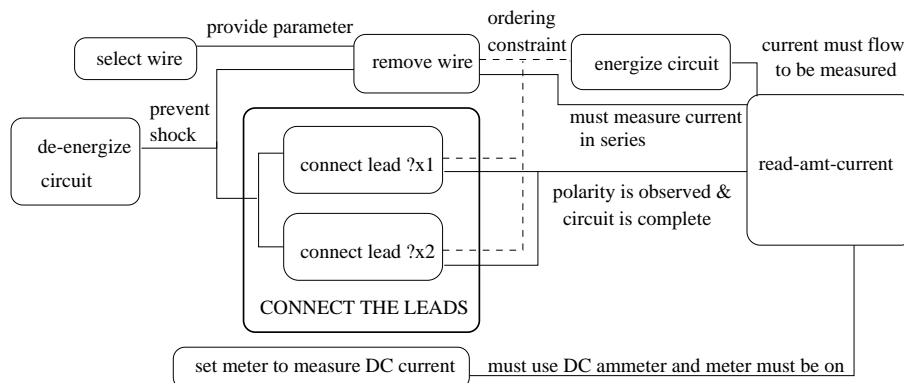 provide parameter
ordering
constraint
select wire
remove wire
energize circuit
current must flow
to be measured
prevent
shock
must measure current
in series
de-energize
circuit
connect lead ?x1
read-amt-current
polarity is observed &
circuit is complete
connect lead ?x2
CONNECT THE LEADS
set meter to measure DC current
must use DC ammeter and meter must be on